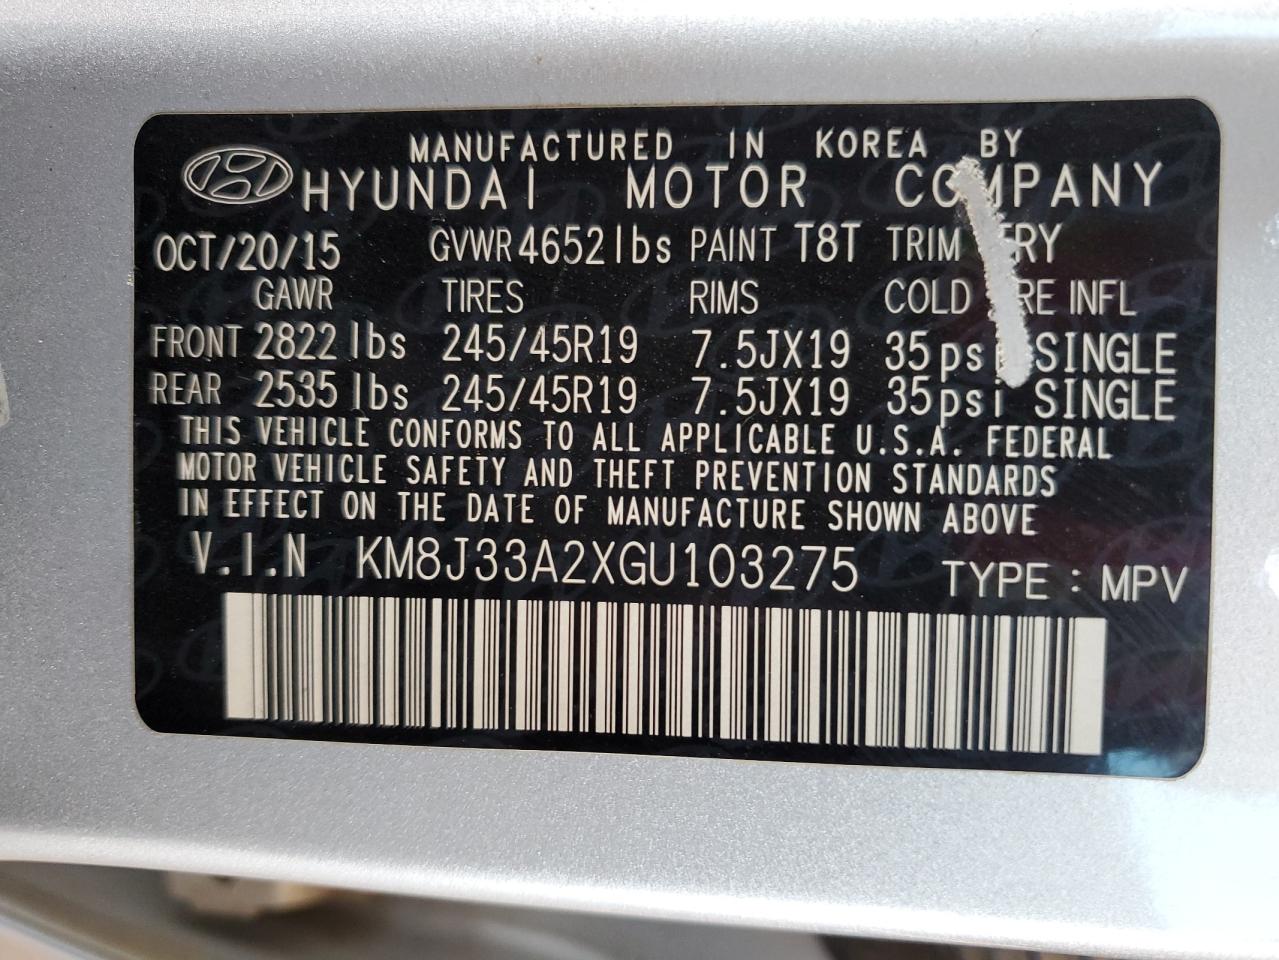 MANUFACTURED IN KOREA BY
HYUNDAI MOTOR COMPANY
OCT/20/15 GVWR 4652 lbs PAINT T8T TRIM
GAWR TIRES RIMS COLD INFL
FRONT 2822 lbs 245/45R19 7.5JX19 35psi SINGLE
REAR 2535 lbs 245/45R19 7.5JX19 35psi SINGLE
THIS VEHICLE CONFORMS TO ALL APPLICABLE U.S.A. FEDERAL
MOTOR VEHICLE SAFETY AND THEFT PREVENTION STANDARDS
IN EFFECT ON THE DATE OF MANUFACTURE SHOWN ABOVE
V.I.N KM8J33A2XGU103275 TYPE : MPV